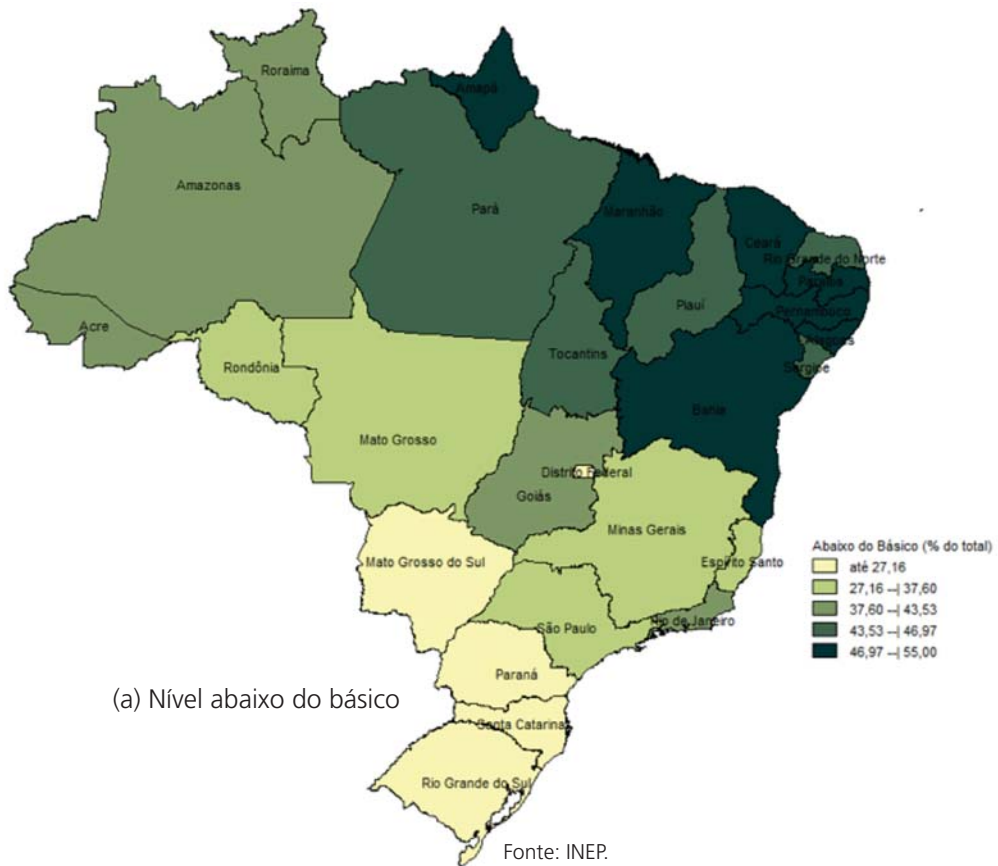 Roraima
Amapá
Amazonas
Pará
Maranhão
Ceará
Rio Grande do Norte
Paraíba
Piauí
Pernambuco
Acre
Alagoas
Tocantins
Sergipe
Rondônia
Bahia
Mato Grosso
Distrito Federal
Goiás
Minas Gerais
Mato Grosso do Sul
Espírito Santo
São Paulo
Rio de Janeiro
Paraná
Santa Catarina
Rio Grande do Sul
Abaixo do Básico (% do total)
até 27,16
27,16 --| 37,60
37,60 --| 43,53
43,53 --| 46,97
46,97 --| 55,00
(a) Nível abaixo do básico
Fonte: INEP.